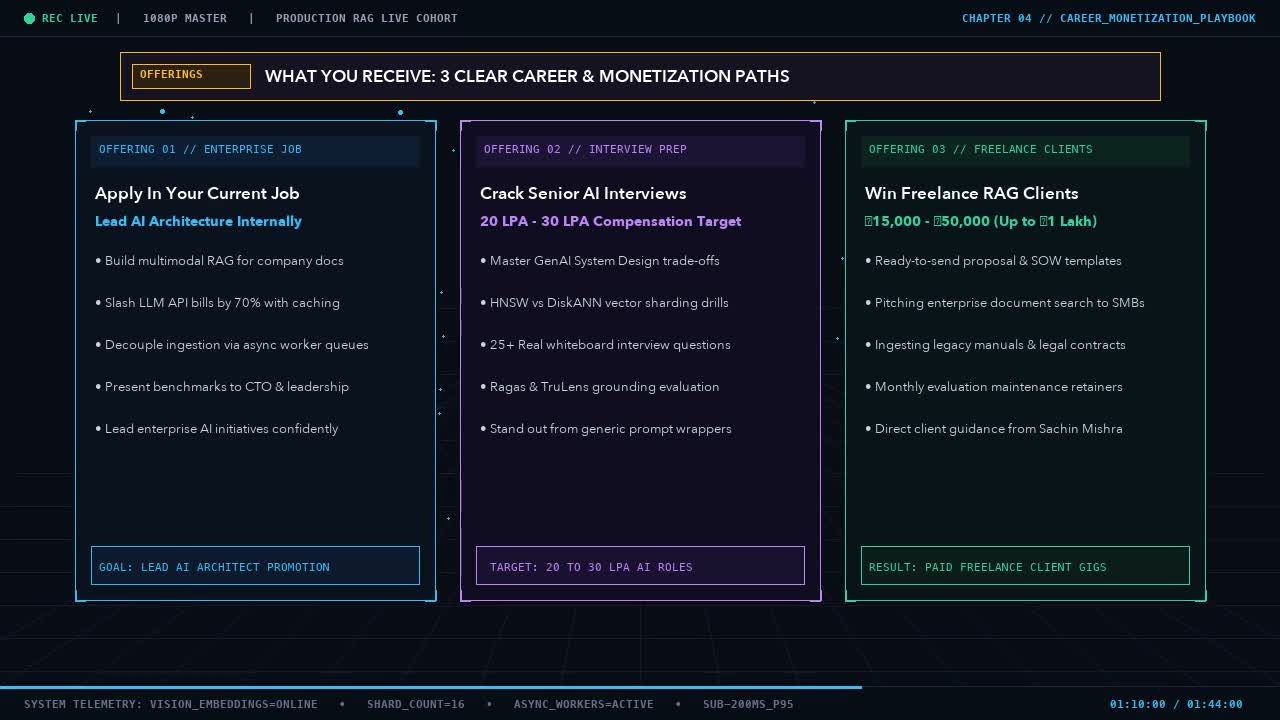 REC LIVE | 1080P MASTER | PRODUCTION RAG LIVE COHORT
CHAPTER 04 // CAREER_MONETIZATION_PLAYBOOK
OFFERINGS
WHAT YOU RECEIVE: 3 CLEAR CAREER & MONETIZATION PATHS
OFFERING 01 // ENTERPRISE JOB
Apply In Your Current Job
Lead AI Architecture Internally
• Build multimodal RAG for company docs
• Slash LLM API bills by 70% with caching
• Decouple ingestion via async worker queues
• Present benchmarks to CTO & leadership
• Lead enterprise AI initiatives confidently
GOAL: LEAD AI ARCHITECT PROMOTION
OFFERING 02 // INTERVIEW PREP
Crack Senior AI Interviews
20 LPA - 30 LPA Compensation Target
• Master GenAI System Design trade-offs
• HNSW vs DiskANN vector sharding drills
• 25+ Real whiteboard interview questions
• Ragas & TruLens grounding evaluation
• Stand out from generic prompt wrappers
TARGET: 20 TO 30 LPA AI ROLES
OFFERING 03 // FREELANCE CLIENTS
Win Freelance RAG Clients
15,000 - 50,000 (Up to 1 Lakh)
• Ready-to-send proposal & SOW templates
• Pitching enterprise document search to SMBs
• Ingesting legacy manuals & legal contracts
• Monthly evaluation maintenance retainers
• Direct client guidance from Sachin Mishra
RESULT: PAID FREELANCE CLIENT GIGS
SYSTEM TELEMETRY: VISION_EMBEDDINGS=ONLINE • SHARD_COUNT=16 • ASYNC_WORKERS=ACTIVE • SUB-200MS_P95
01:10:00 / 01:44:00